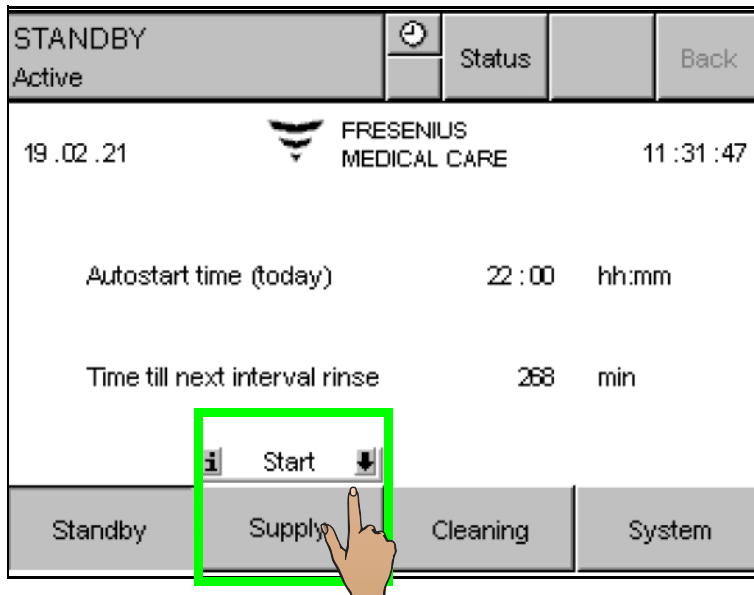 STANDBY
Active
Status
Back
19.02.21
FRESENIUS
MEDICAL CARE
11:31:47
Autostart time (today) 22:00 hh:mm
Time till next interval rinse 268 min
i Start
Standby Supply Cleaning System